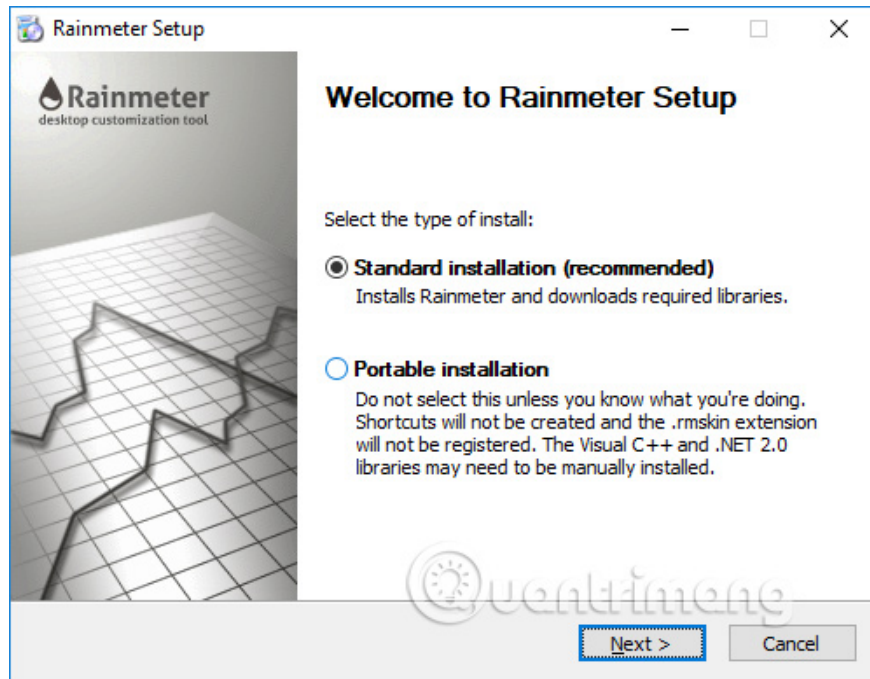 Rainmeter Setup
Rainmeter
desktop customization tool
Welcome to Rainmeter Setup
Select the type of install:
Standard installation (recommended)
Installs Rainmeter and downloads required libraries.
Portable installation
Do not select this unless you know what you're doing.
Shortcuts will not be created and the .rmskin extension
will not be registered. The Visual C++ and .NET 2.0
libraries may need to be manually installed.
Quantrimang
Next >
Cancel